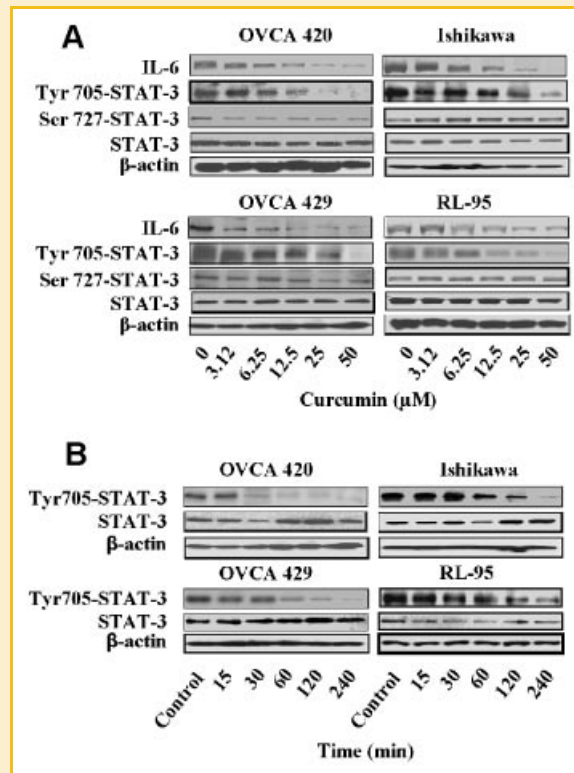 A
OVCA 420 Ishikawa
IL-6
Tyr 705-STAT-3
Ser 727-STAT-3
STAT-3
β-actin
OVCA 429 RL-95
IL-6
Tyr 705-STAT-3
Ser 727-STAT-3
STAT-3
β-actin
0 3.12 6.25 12.5 25 50 0 3.12 6.25 12.5 25 50
Curcumin (µM)
B
OVCA 420 Ishikawa
Tyr705-STAT-3
STAT-3
β-actin
OVCA 429 RL-95
Tyr705-STAT-3
STAT-3
β-actin
Control 15 30 60 120 240 Control 15 30 60 120 240
Time (min)